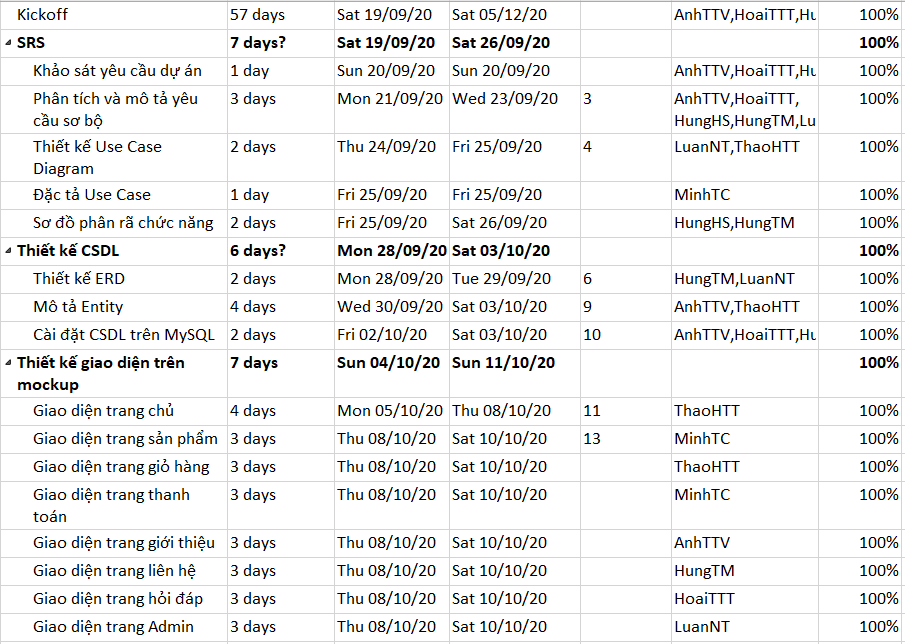 Kickoff 57 days Sat 19/09/20 Sat 05/12/20 AnhTTV,HoaiTTT,Hu 100%
SRS 7 days? Sat 19/09/20 Sat 26/09/20 100%
Khảo sát yêu cầu dự án 1 day Sun 20/09/20 Sun 20/09/20 AnhTTV,HoaiTTT,Hu 100%
Phân tích và mô tả yêu 3 days Mon 21/09/20 Wed 23/09/20 3 AnhTTV,HoaiTTT, 100%
cầu sơ bộ HungHS,HungTM,Lu
Thiết kế Use Case 2 days Thu 24/09/20 Fri 25/09/20 4 LuanNT,ThaoHTT 100%
Diagram
Đặc tả Use Case 1 day Fri 25/09/20 Fri 25/09/20 MinhTC 100%
Sơ đồ phân rã chức năng 2 days Fri 25/09/20 Sat 26/09/20 HungHS,HungTM 100%
Thiết kế CSDL 6 days? Mon 28/09/20 Sat 03/10/20 100%
Thiết kế ERD 2 days Mon 28/09/20 Tue 29/09/20 6 HungTM,LuanNT 100%
Mô tả Entity 4 days Wed 30/09/20 Sat 03/10/20 9 AnhTTV,ThaoHTT 100%
Cài đặt CSDL trên MySQL 2 days Fri 02/10/20 Sat 03/10/20 10 AnhTTV,HoaiTTT,Hu 100%
Thiết kế giao diện trên 7 days Sun 04/10/20 Sun 11/10/20 100%
mockup
Giao diện trang chủ 4 days Mon 05/10/20 Thu 08/10/20 11 ThaoHTT 100%
Giao diện trang sản phẩm 3 days Thu 08/10/20 Sat 10/10/20 13 MinhTC 100%
Giao diện trang giỏ hàng 3 days Thu 08/10/20 Sat 10/10/20 ThaoHTT 100%
Giao diện trang thanh 3 days Thu 08/10/20 Sat 10/10/20 MinhTC 100%
toán
Giao diện trang giới thiệu 3 days Thu 08/10/20 Sat 10/10/20 AnhTTV 100%
Giao diện trang liên hệ 3 days Thu 08/10/20 Sat 10/10/20 HungTM 100%
Giao diện trang hỏi đáp 3 days Thu 08/10/20 Sat 10/10/20 HoaiTTT 100%
Giao diện trang Admin 3 days Thu 08/10/20 Sat 10/10/20 LuanNT 100%